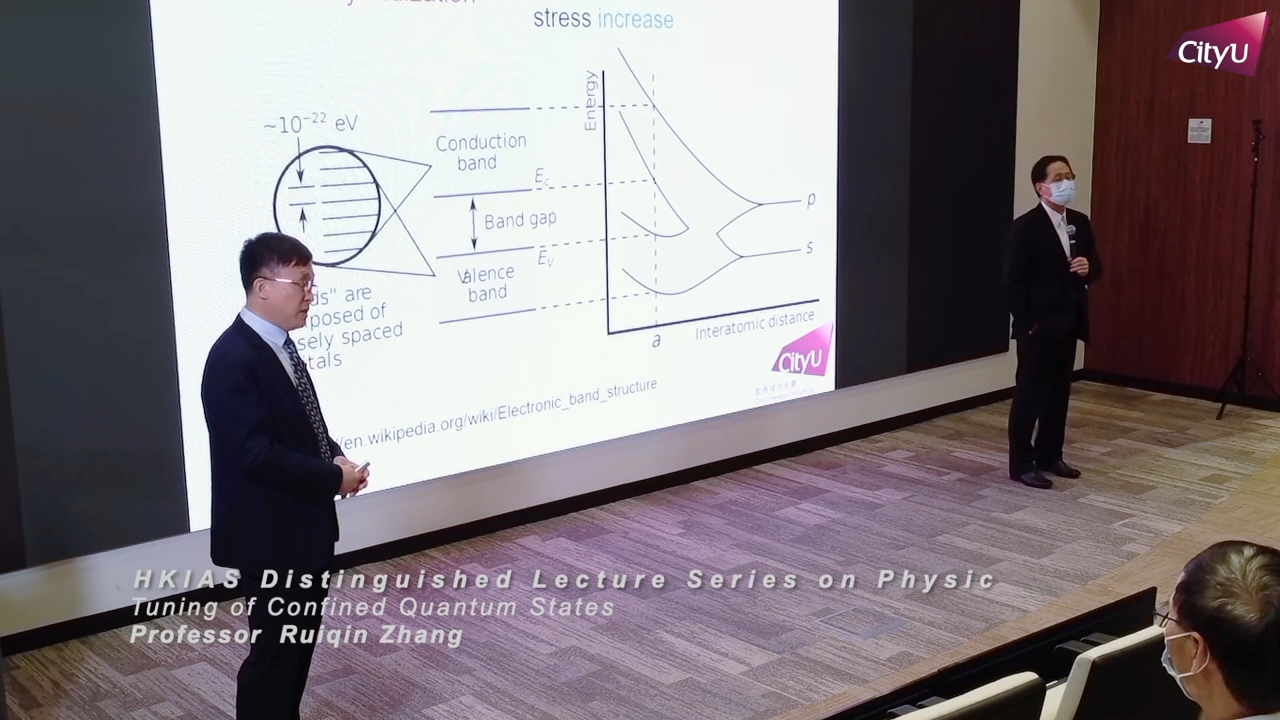 stress increase
CityU
~10⁻²² eV
Conduction
band
Ec
Band gap
Ev
Valence
band
Energy
p
s
a
Interatomic distance
are
posed of
sely spaced
tals
CityU
/en.wikipedia.org/wiki/Electronic_band_structure
HKIAS Distinguished Lecture Series on Physic
Tuning of Confined Quantum States
Professor Ruiqin Zhang